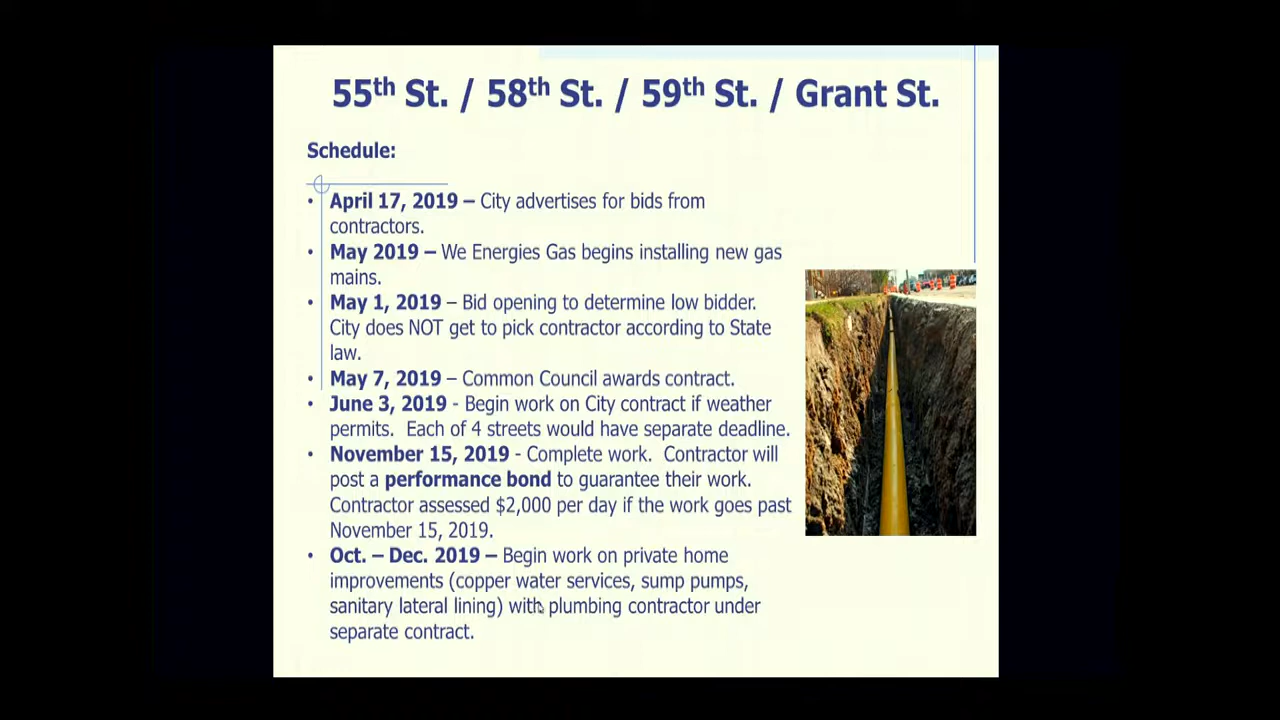 55th St. / 58th St. / 59th St. / Grant St.
Schedule:
• April 17, 2019 – City advertises for bids from
contractors.
• May 2019 – We Energies Gas begins installing new gas
mains.
• May 1, 2019 – Bid opening to determine low bidder.
City does NOT get to pick contractor according to State
law.
• May 7, 2019 – Common Council awards contract.
• June 3, 2019 - Begin work on City contract if weather
permits.  Each of 4 streets would have separate deadline.
• November 15, 2019 - Complete work.  Contractor will
post a performance bond to guarantee their work.
Contractor assessed $2,000 per day if the work goes past
November 15, 2019.
• Oct. – Dec. 2019 – Begin work on private home
improvements (copper water services, sump pumps,
sanitary lateral lining) with plumbing contractor under
separate contract.